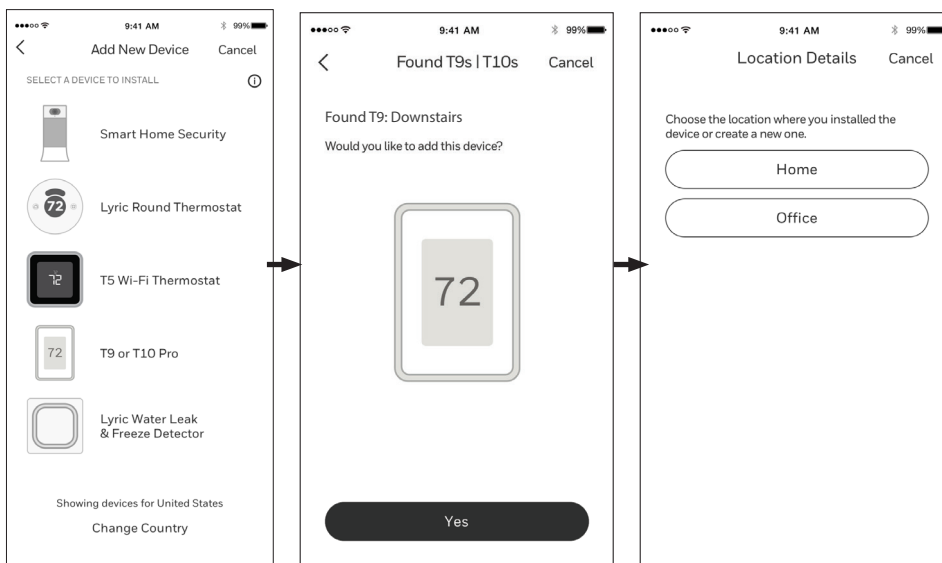 9:41 AM
99%
Add New Device
Cancel
SELECT A DEVICE TO INSTALL
Smart Home Security
72
Lyric Round Thermostat
72
T5 Wi-Fi Thermostat
72
T9 or T10 Pro
Lyric Water Leak
& Freeze Detector
Showing devices for United States
Change Country
9:41 AM
99%
Found T9s | T10s
Cancel
Found T9: Downstairs
Would you like to add this device?
72
Yes
9:41 AM
99%
Location Details
Cancel
Choose the location where you installed the
device or create a new one.
Home
Office